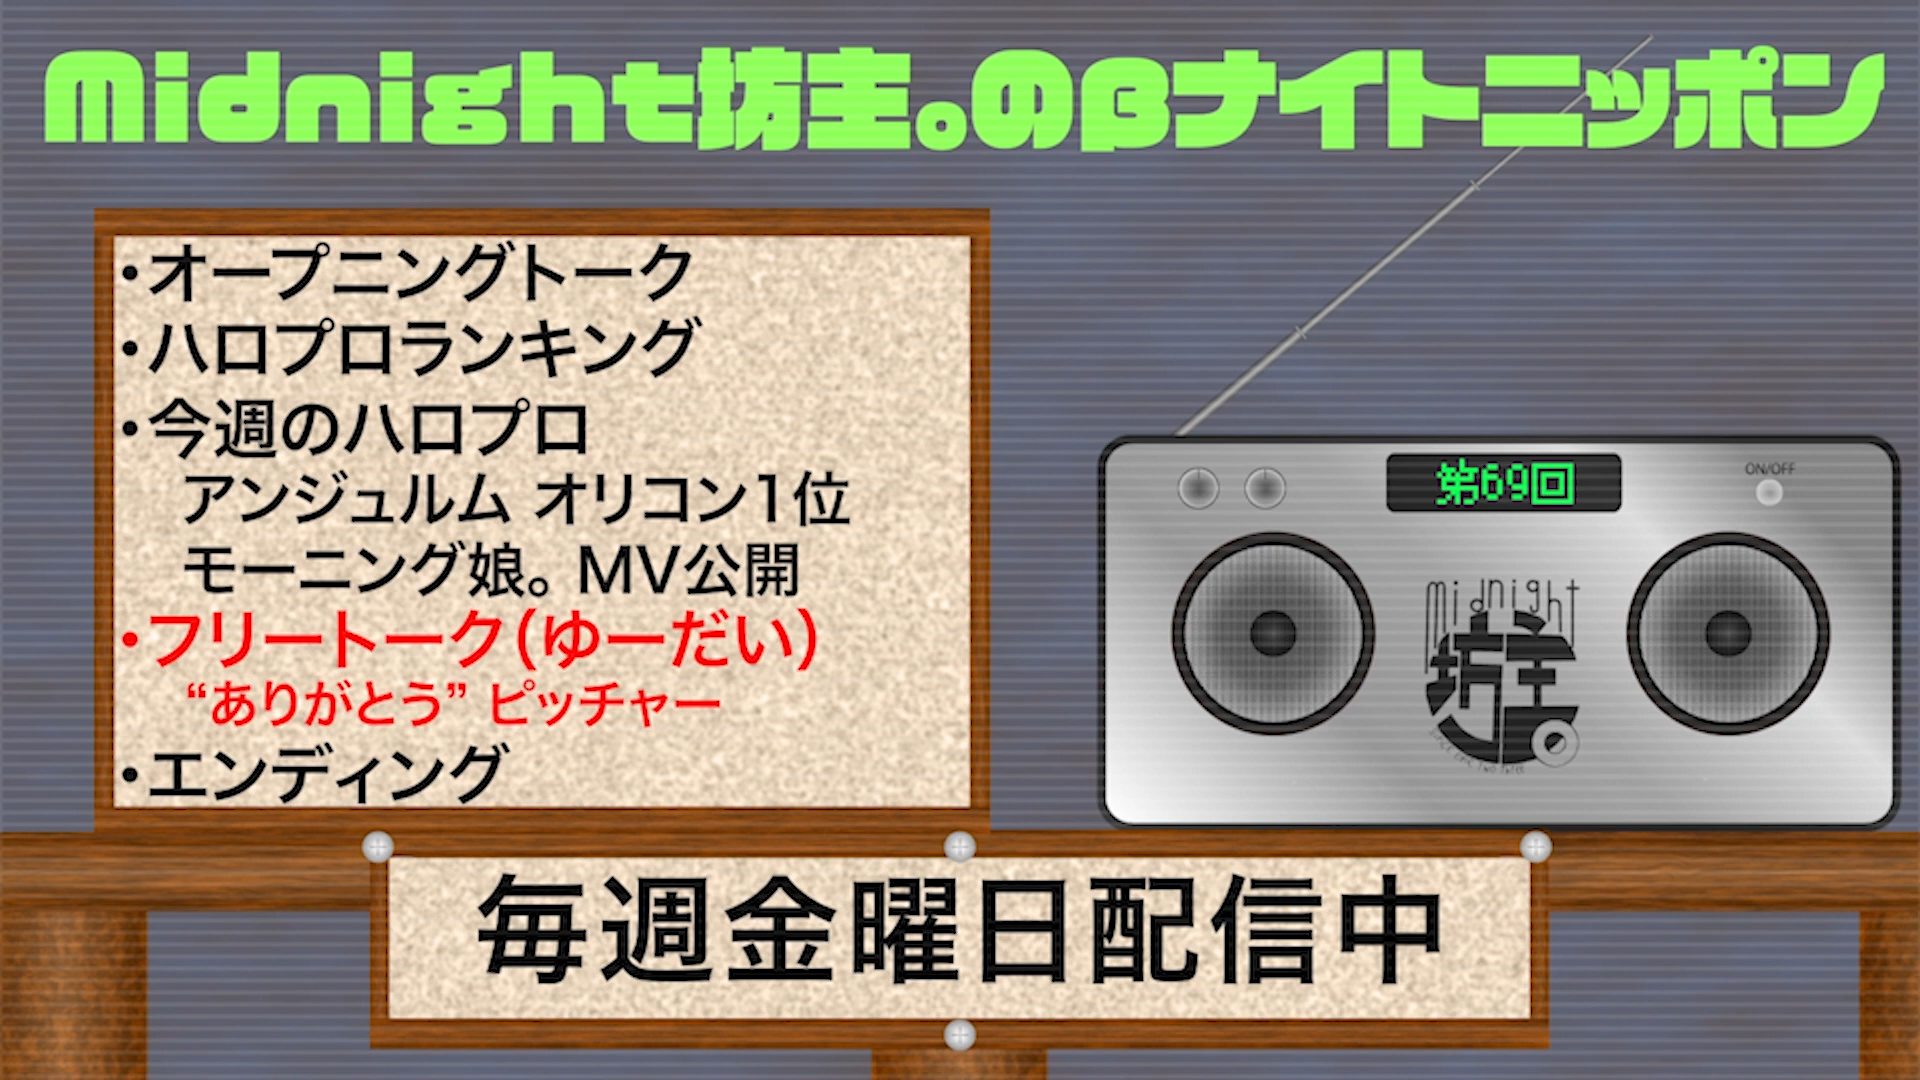 Midnight坊主。のβナイトニッポン
・オープニングトーク
・ハロプロランキング
・今週のハロプロ
アンジュルム オリコン1位
モーニング娘。MV公開
・フリートーク(ゆーだい)
“ありがとう” ピッチャー
・エンディング
第69回
ON/OFF
midnight
坊主。
毎週金曜日配信中